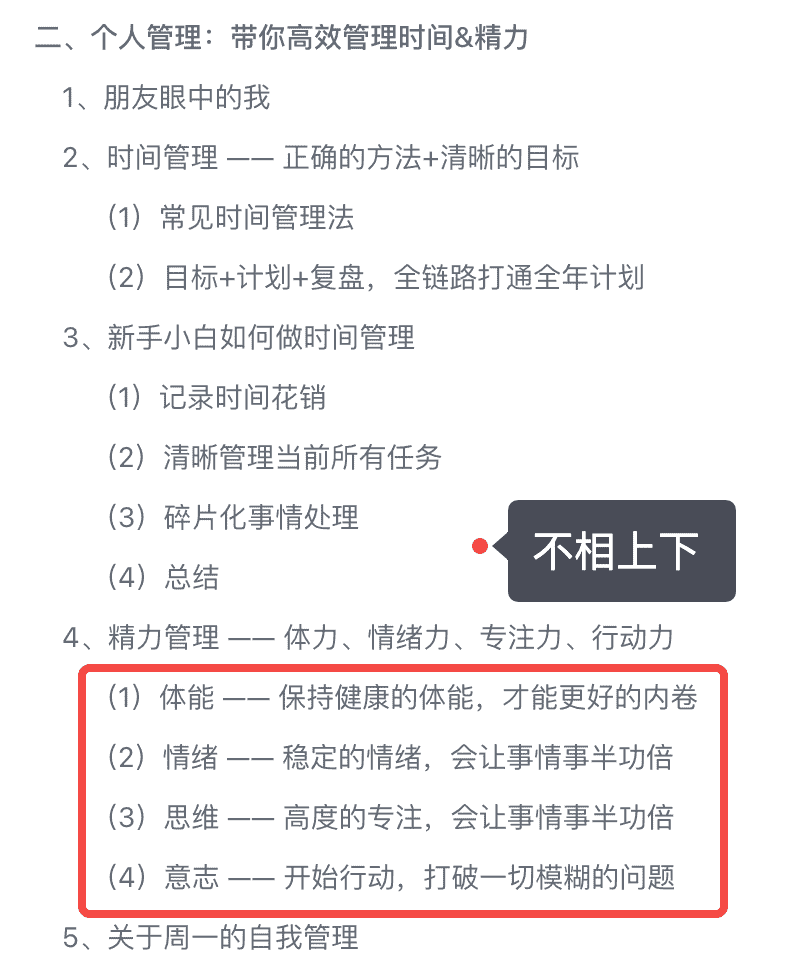 二、个人管理：带你高效管理时间&精力
1、朋友眼中的我
2、时间管理 —— 正确的方法+清晰的目标
（1）常见时间管理法
（2）目标+计划+复盘，全链路打通全年计划
3、新手小白如何做时间管理
（1）记录时间花销
（2）清晰管理当前所有任务
（3）碎片化事情处理
不相上下
（4）总结
4、精力管理 —— 体力、情绪力、专注力、行动力
（1）体能 —— 保持健康的体能，才能更好的内卷
（2）情绪 —— 稳定的情绪，会让事情事半功倍
（3）思维 —— 高度的专注，会让事情事半功倍
（4）意志 —— 开始行动，打破一切模糊的问题
5、关于周一的自我管理